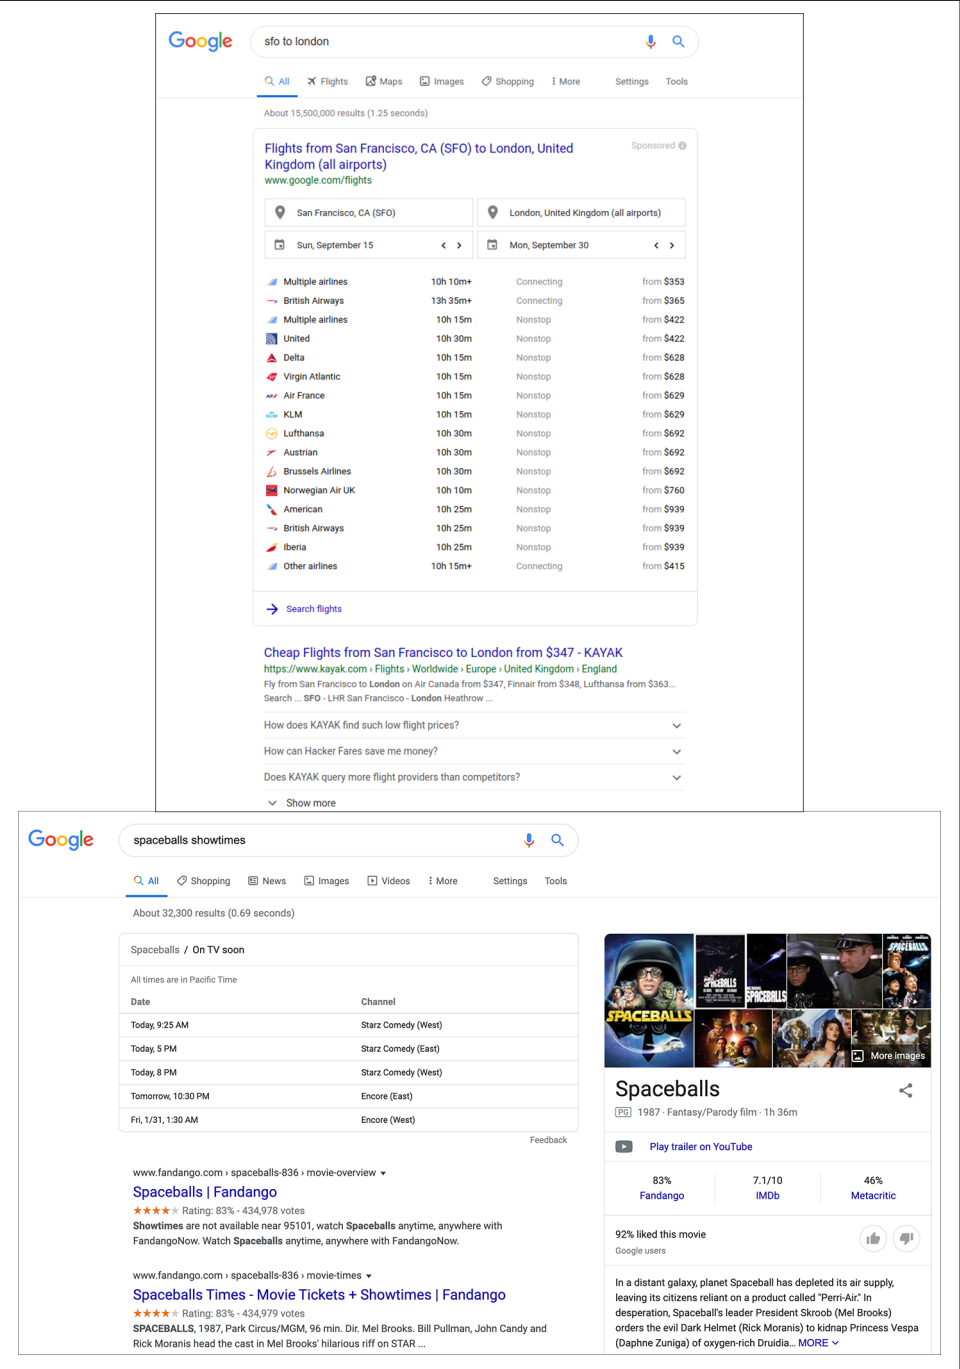 Google
sfo to london
All Flights Maps Images Shopping More Settings Tools
About 15,500,000 results (1.25 seconds)
Flights from San Francisco, CA (SFO) to London, United Kingdom (all airports)
Sponsored
www.google.com/flights
San Francisco, CA (SFO) London, United Kingdom (all airports)
Sun, September 15 < > Mon, September 30 < >
Multiple airlines 10h 10m+ Connecting from $353
British Airways 13h 35m+ Connecting from $365
Multiple airlines 10h 15m Nonstop from $422
United 10h 30m Nonstop from $422
Delta 10h 15m Nonstop from $628
Virgin Atlantic 10h 15m Nonstop from $628
Air France 10h 15m Nonstop from $629
KLM 10h 15m Nonstop from $629
Lufthansa 10h 30m Nonstop from $692
Austrian 10h 30m Nonstop from $692
Brussels Airlines 10h 30m Nonstop from $692
Norwegian Air UK 10h 10m Nonstop from $760
American 10h 25m Nonstop from $939
British Airways 10h 25m Nonstop from $939
Iberia 10h 25m Nonstop from $939
Other airlines 10h 15m+ Connecting from $415
Search flights
Cheap Flights from San Francisco to London from $347 - KAYAK
https://www.kayak.com › Flights › Worldwide › Europe › United Kingdom › England
Fly from San Francisco to London on Air Canada from $347, Finnair from $348, Lufthansa from $363...
Search ... SFO - LHR San Francisco - London Heathrow ...
How does KAYAK find such low flight prices?
How can Hacker Fares save me money?
Does KAYAK query more flight providers than competitors?
Show more
Google
spaceballs showtimes
All Shopping News Images Videos More Settings Tools
About 32,300 results (0.69 seconds)
Spaceballs / On TV soon
All times are in Pacific Time
Date Channel
Today, 9:25 AM Starz Comedy (West)
Today, 5 PM Starz Comedy (East)
Today, 8 PM Starz Comedy (West)
Tomorrow, 10:30 PM Encore (East)
Fri, 1/31, 1:30 AM Encore (West)
Feedback
www.fandango.com › spaceballs-836 › movie-overview
Spaceballs | Fandango
Rating: 83% - 434,978 votes
Showtimes are not available near 95101, watch Spaceballs anytime, anywhere with
FandangoNow. Watch Spaceballs anytime, anywhere with FandangoNow.
www.fandango.com › spaceballs-836 › movie-times
Spaceballs Times - Movie Tickets + Showtimes | Fandango
Rating: 83% - 434,979 votes
SPACEBALLS, 1987, Park Circus/MGM, 96 min. Dir. Mel Brooks. Bill Pullman, John Candy and
Rick Moranis head the cast in Mel Brooks' hilarious riff on STAR ...
SPACEBALLS
SPACEBALLS
SPACEBALLS
SPACEBALLS
More images
Spaceballs
PG 1987 · Fantasy/Parody film · 1h 36m
Play trailer on YouTube
83% 7.1/10 46%
Fandango IMDb Metacritic
92% liked this movie
Google users
In a distant galaxy, planet Spaceball has depleted its air supply,
leaving its citizens reliant on a product called "Perri-Air." In
desperation, Spaceball's leader President Skroob (Mel Brooks)
orders the evil Dark Helmet (Rick Moranis) to kidnap Princess Vespa
(Daphne Zuniga) of oxygen-rich Druidia... MORE